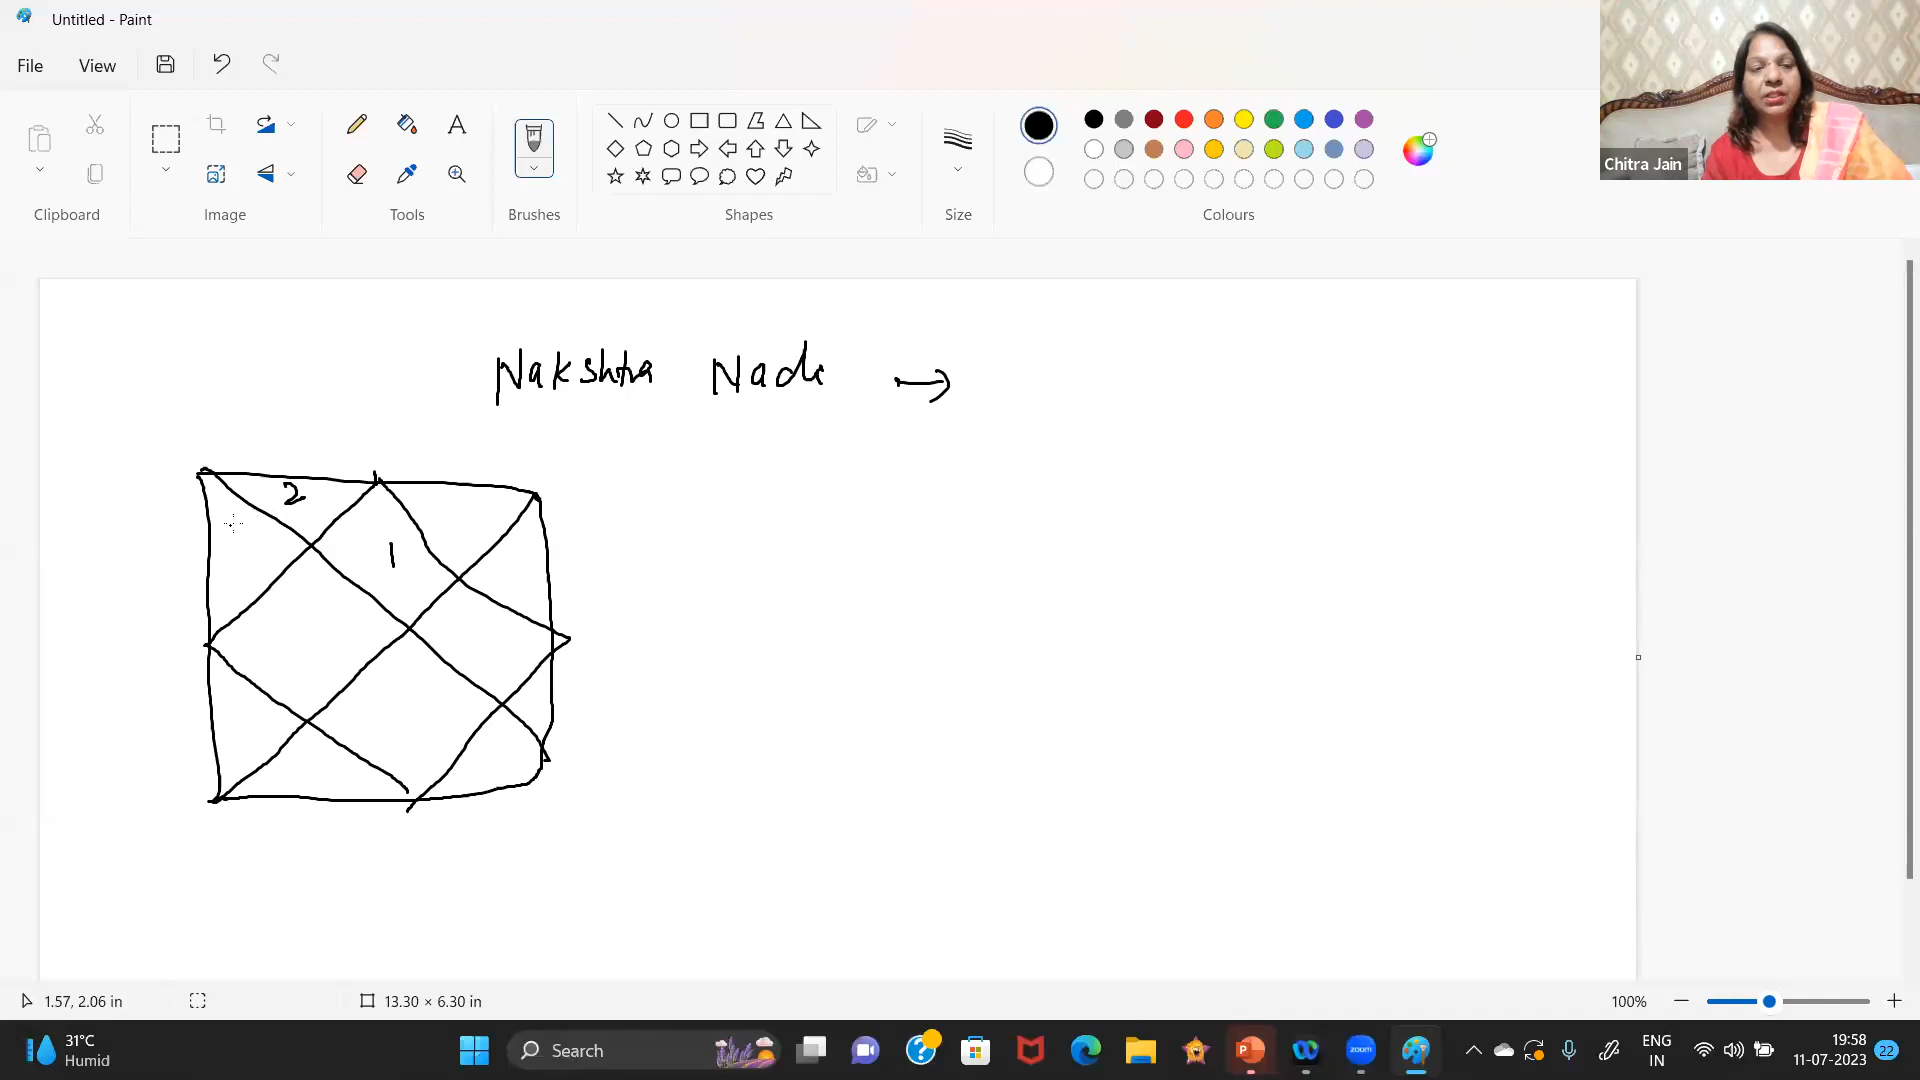 Untitled - Paint
File View
Clipboard Image Tools Brushes Shapes Size Colours
Chitra Jain
Nakshtra Nadi →
2
1
1.57, 2.06 in 13.30 × 6.30 in 100%
31°C
Humid
Search
zoom
ENG
IN
19:58
11-07-2023
22